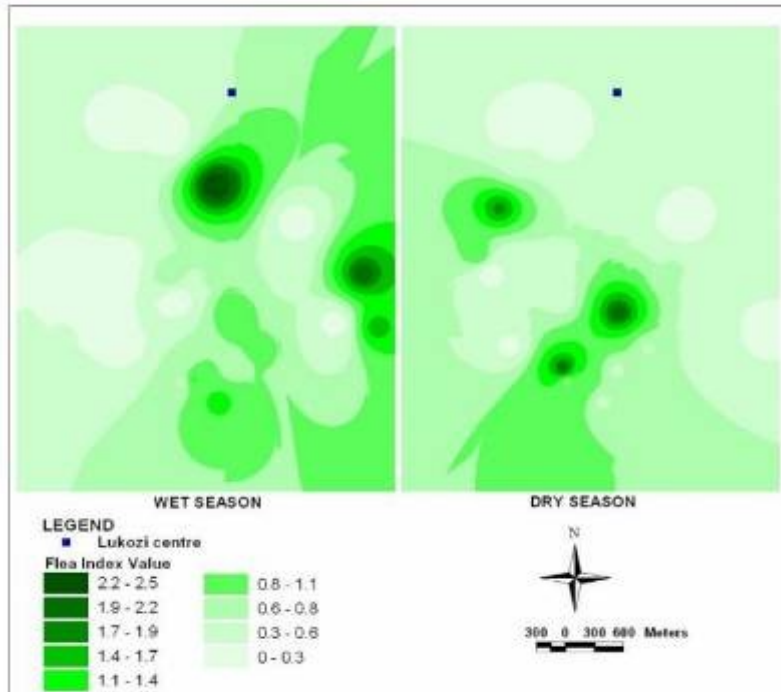 WET SEASON
DRY SEASON
LEGEND
Lukozi centre
Flea Index Value
2.2 - 2.5
1.9 - 2.2
1.7 - 1.9
1.4 - 1.7
1.1 - 1.4
0.8 - 1.1
0.6 - 0.8
0.3 - 0.6
0 - 0.3
N
300 0 300 600 Meters